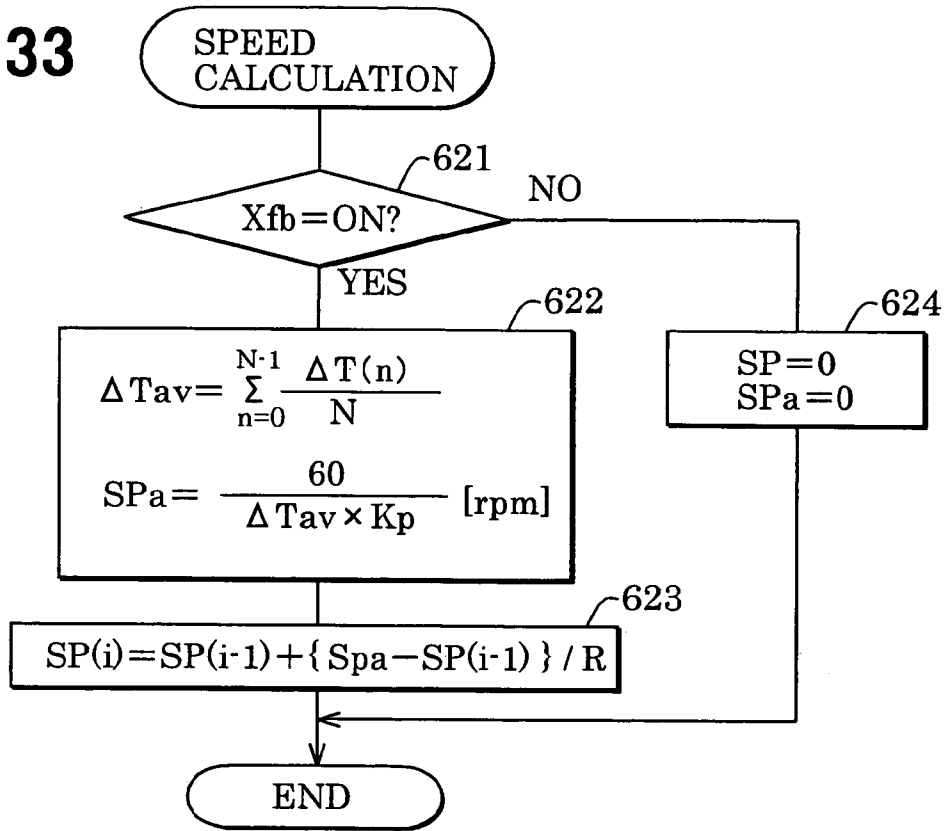 33
SPEED
CALCULATION
621
Xfb=ON?
NO
YES
622
ΔTav= Σ_{n=0}^{N-1} ΔT(n)/N
SPa= 60/(ΔTav×Kp) [rpm]
624
SP=0
SPa=0
623
SP(i)=SP(i-1)+{Spa-SP(i-1)}/R
END